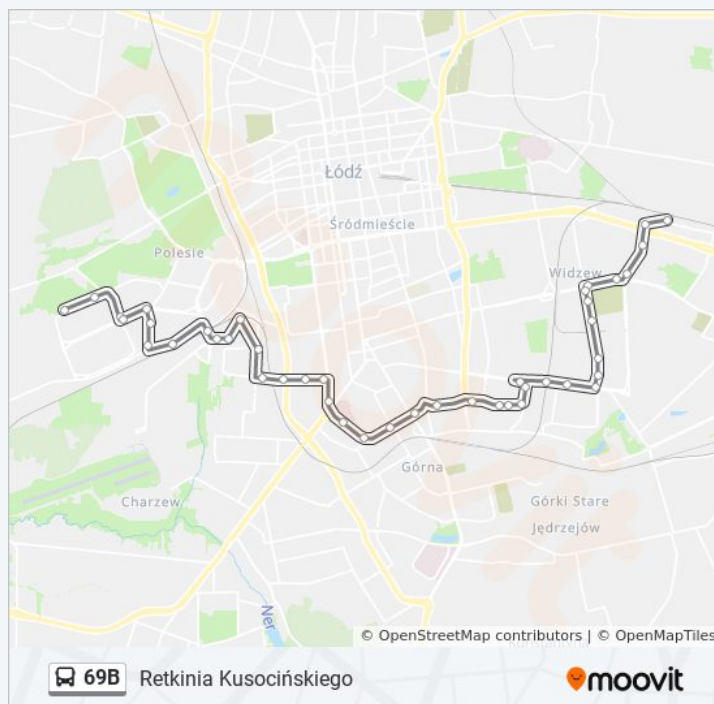 Łódź
Śródmieście
Polesie
Widzew
Górna
Charzew
Górki Stare
Jędrzejów
Ner
© OpenStreetMap contributors | © OpenMapTiles
69B Retkinia Kusocińskiego moovit